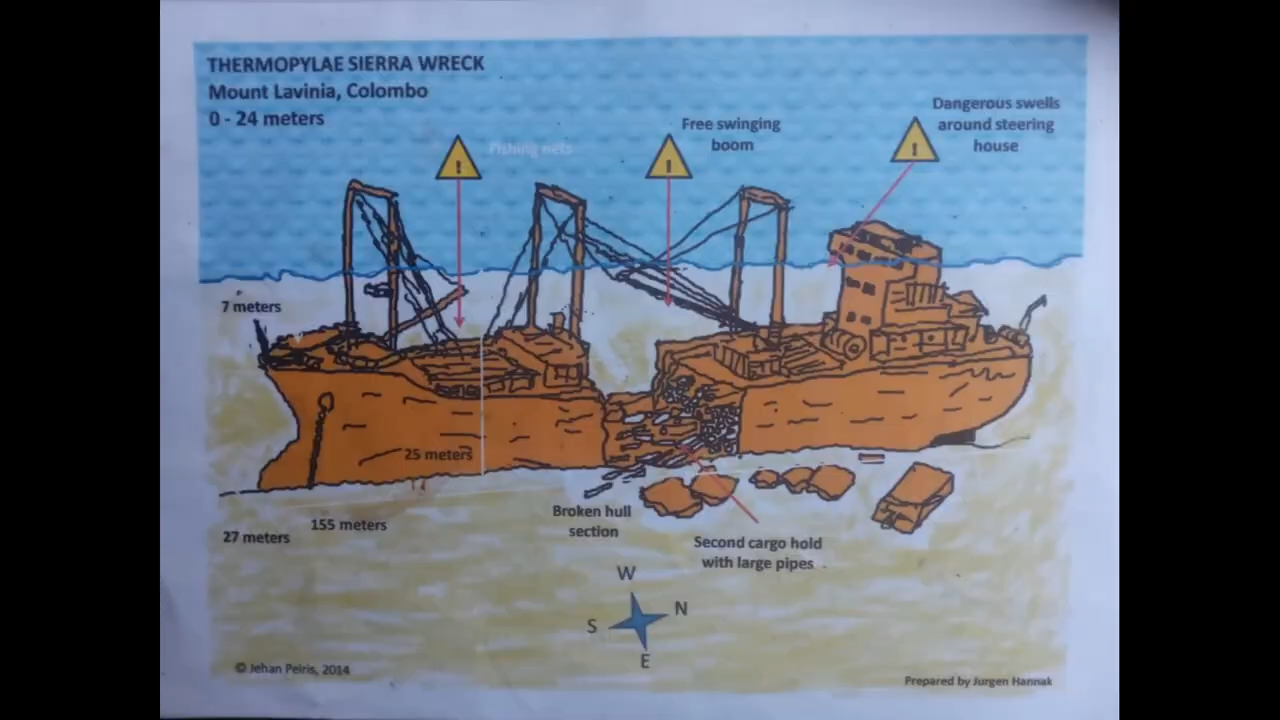 THERMOPYLAE SIERRA WRECK
Mount Lavinia, Colombo
0 - 24 meters
Fishing nets
Free swinging
boom
Dangerous swells
around steering
house
!
!
!
7 meters
25 meters
155 meters
27 meters
Broken hull
section
Second cargo hold
with large pipes
W
N
S
E
© Jehan Peiris, 2014
Prepared by Jurgen Hannak